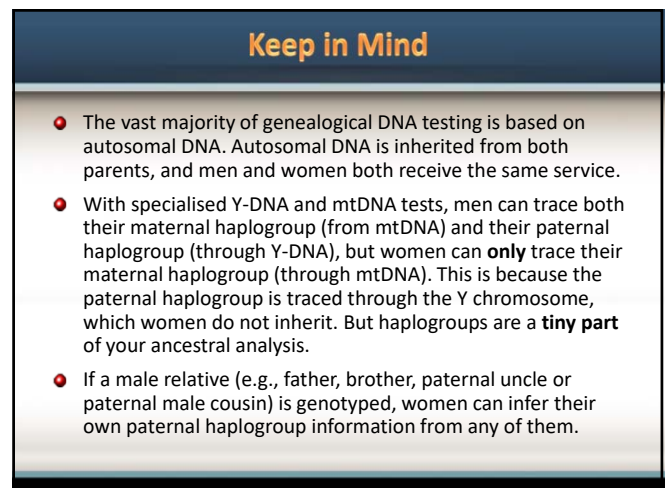 Keep in Mind
The vast majority of genealogical DNA testing is based on
autosomal DNA. Autosomal DNA is inherited from both
parents, and men and women both receive the same service.
With specialised Y-DNA and mtDNA tests, men can trace both
their maternal haplogroup (from mtDNA) and their paternal
haplogroup (through Y-DNA), but women can only trace their
maternal haplogroup (through mtDNA). This is because the
paternal haplogroup is traced through the Y chromosome,
which women do not inherit. But haplogroups are a tiny part
of your ancestral analysis.
If a male relative (e.g., father, brother, paternal uncle or
paternal male cousin) is genotyped, women can infer their
own paternal haplogroup information from any of them.